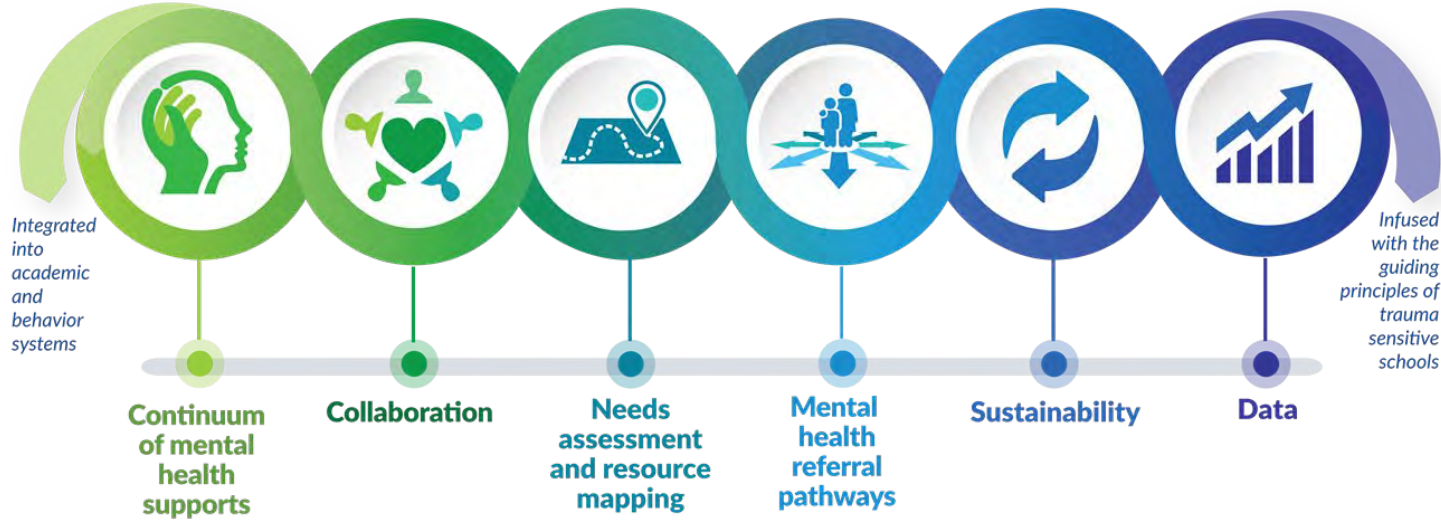 Integrated
into
academic
and
behavior
systems
Continuum
of mental
health
supports
Collaboration
Needs
assessment
and resource
mapping
Mental
health
referral
pathways
Sustainability
Data
Infused
with the
guiding
principles of
trauma
sensitive
schools